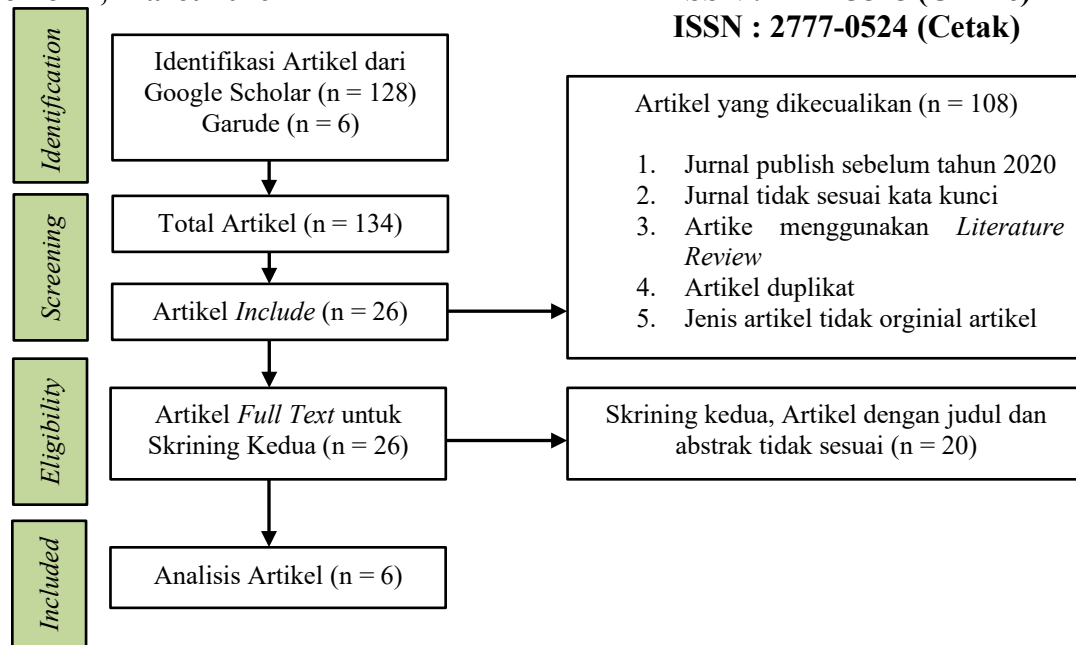 ISSN : 2777-0524 (Cetak)
Identification
Identifikasi Artikel dari
Google Scholar (n = 128)
Garude (n = 6)
Artikel yang dikecualikan (n = 108)
1. Jurnal publish sebelum tahun 2020
2. Jurnal tidak sesuai kata kunci
3. Artike menggunakan Literature
Review
4. Artikel duplikat
5. Jenis artikel tidak orginial artikel
Screening
Total Artikel (n = 134)
Artikel Include (n = 26)
Eligibility
Artikel Full Text untuk
Skrining Kedua (n = 26)
Skrining kedua, Artikel dengan judul dan
abstrak tidak sesuai (n = 20)
Included
Analisis Artikel (n = 6)